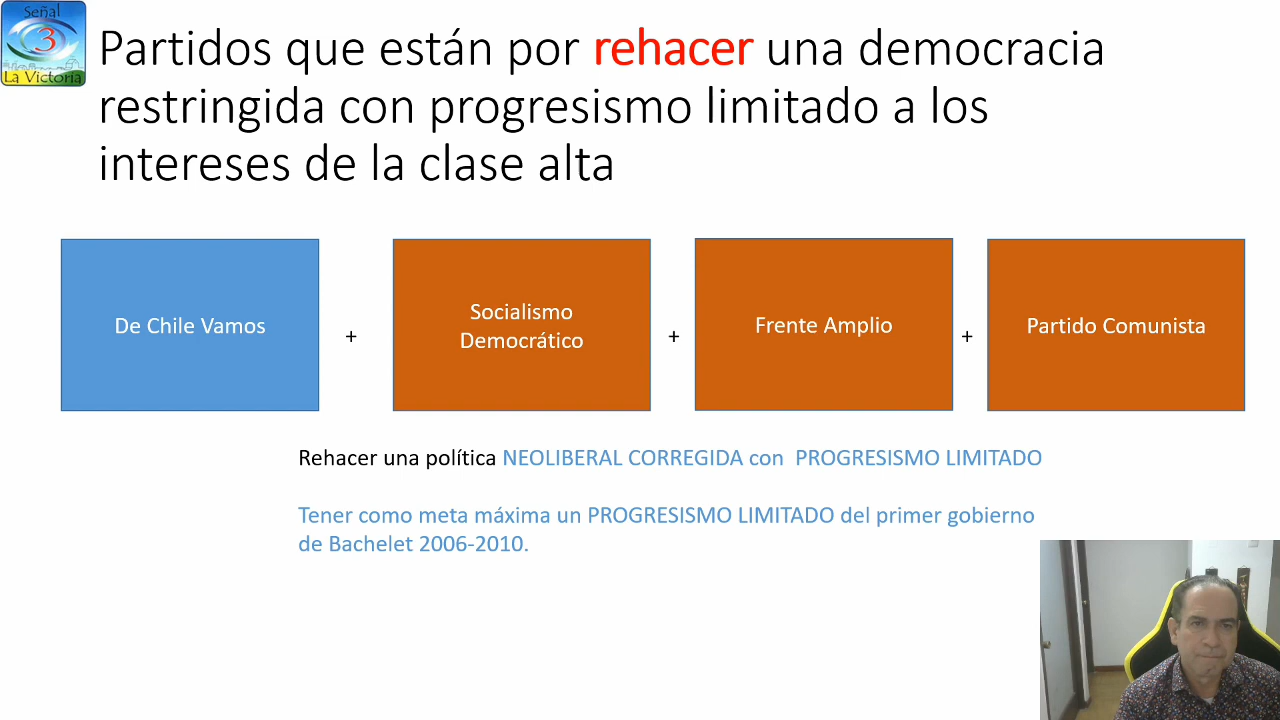 Señal
3
La Victoria
Partidos que están por rehacer una democracia
restringida con progresismo limitado a los
intereses de la clase alta
De Chile Vamos
+
Socialismo
Democrático
+
Frente Amplio
+
Partido Comunista
Rehacer una política NEOLIBERAL CORREGIDA con PROGRESISMO LIMITADO
Tener como meta máxima un PROGRESISMO LIMITADO del primer gobierno
de Bachelet 2006-2010.